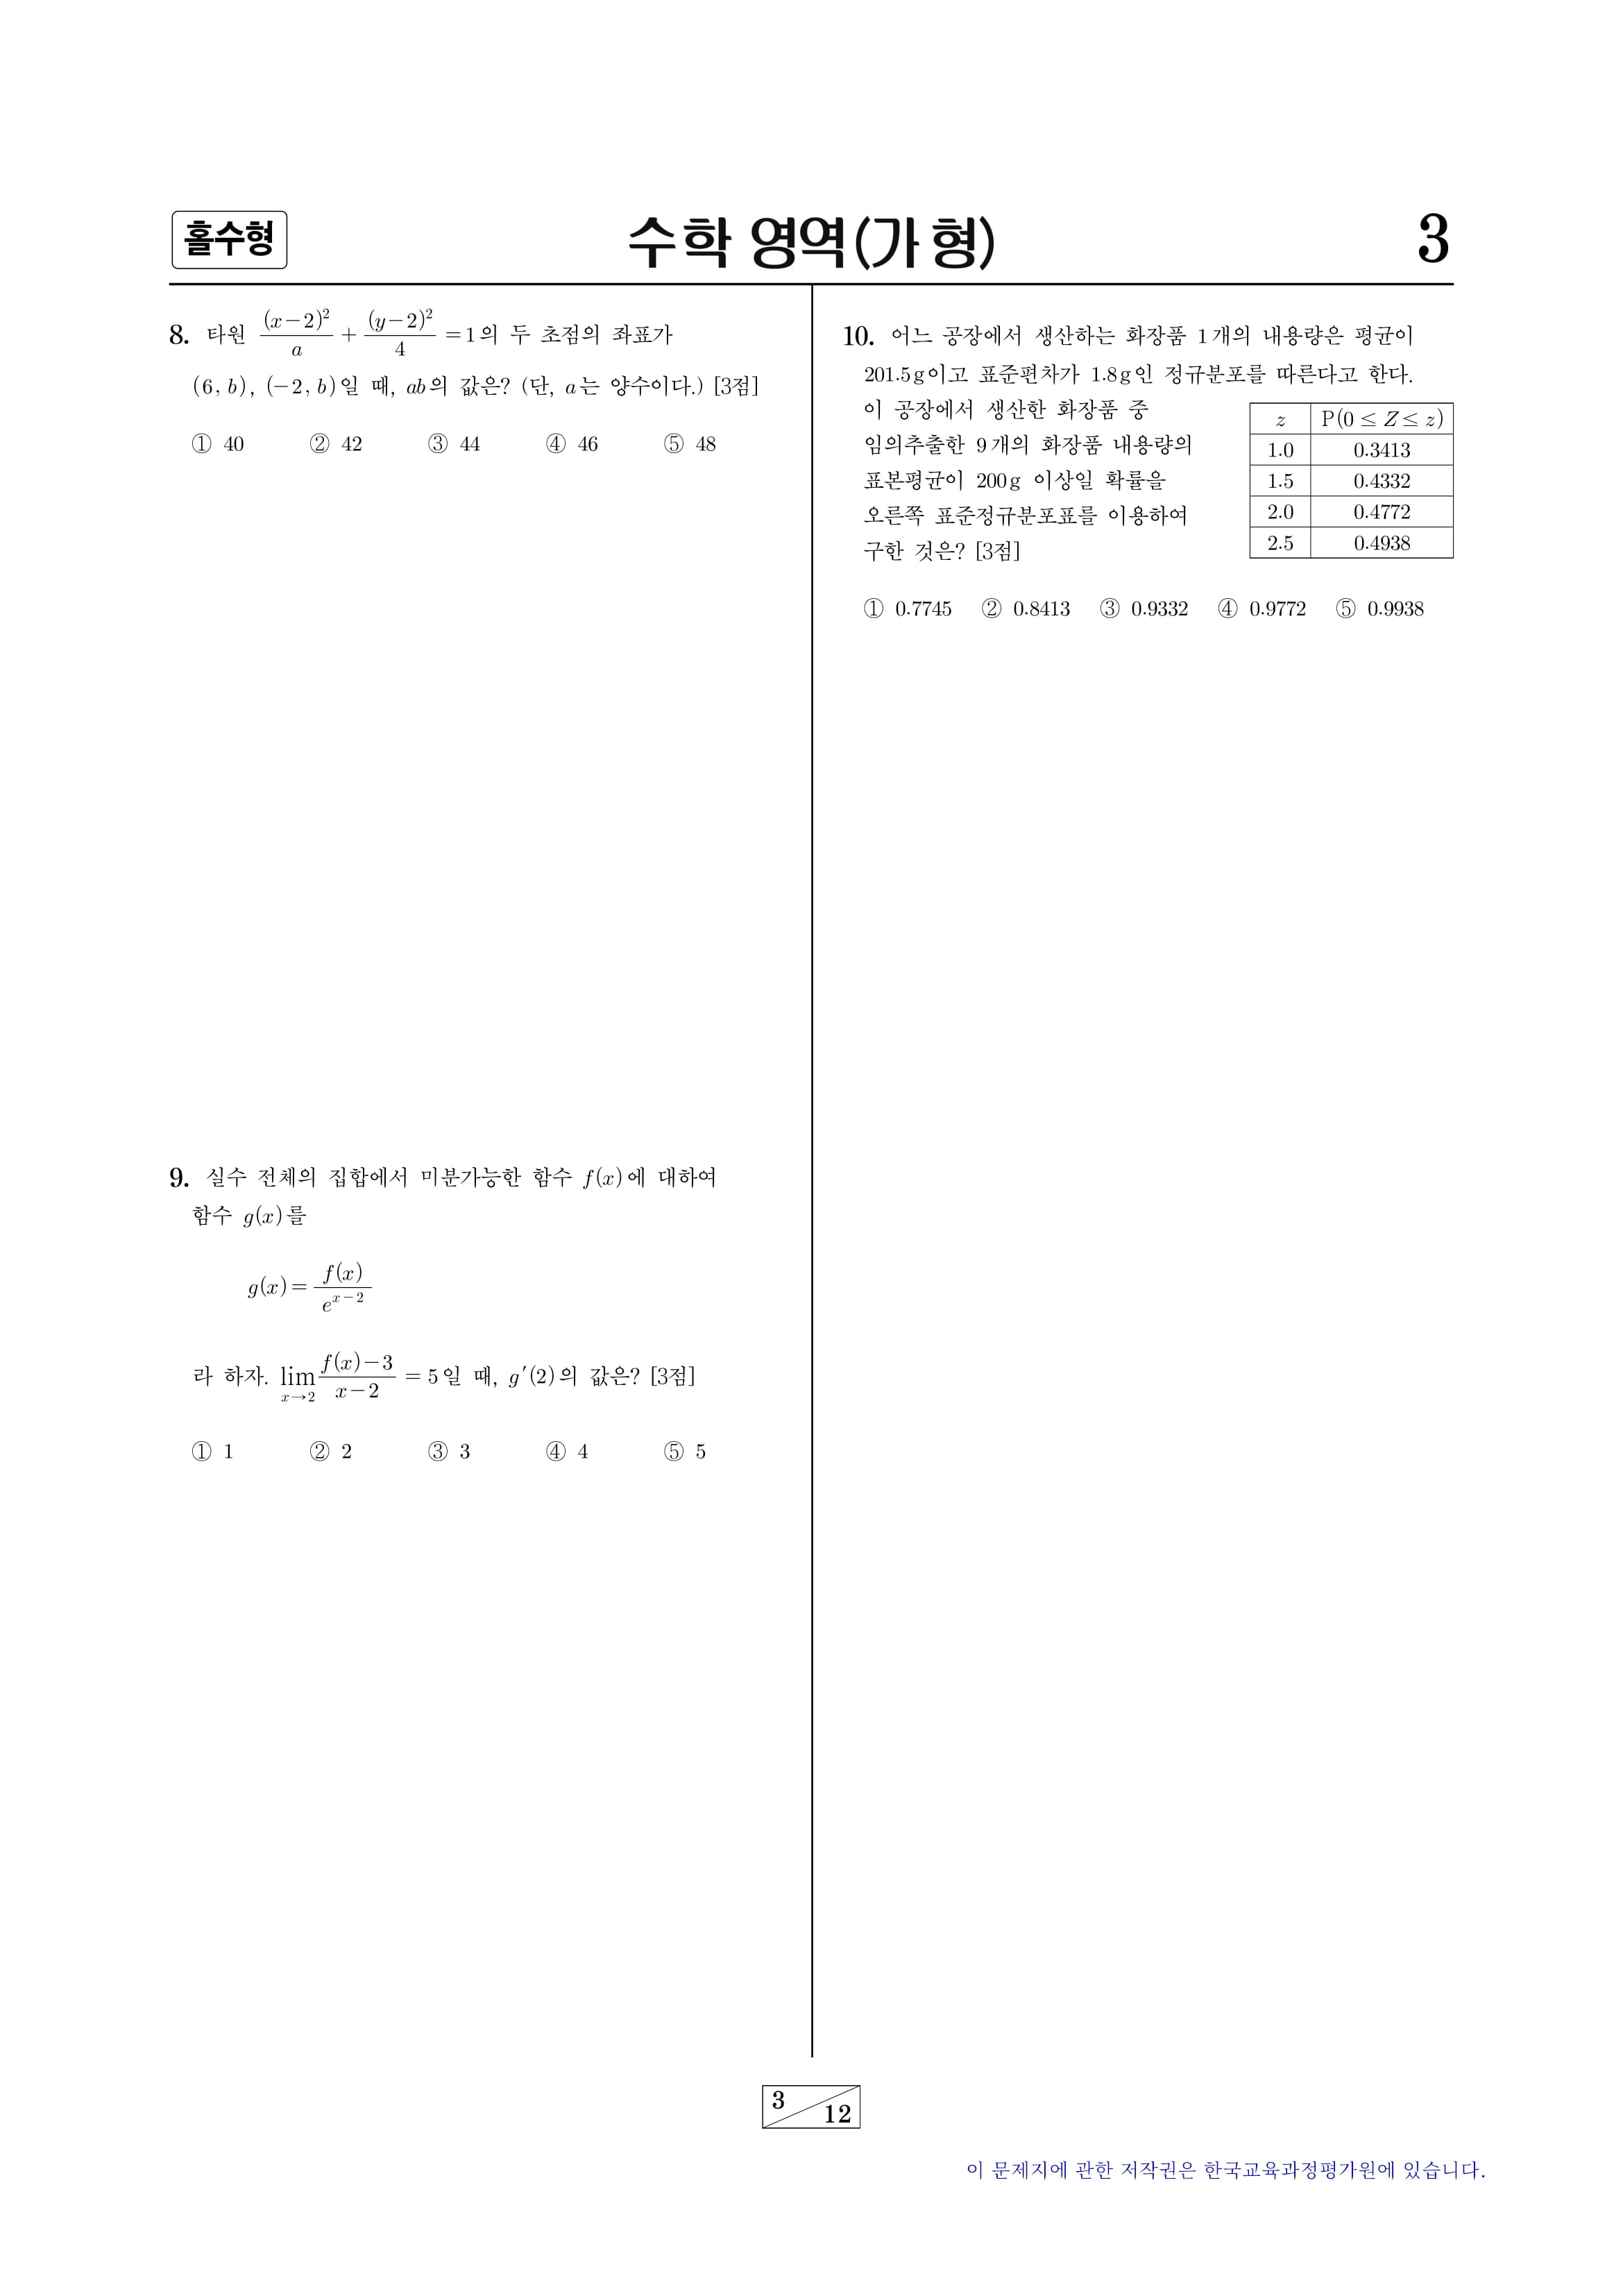 홀수형
수학 영역(가 형)
3
8. 타원 (x-2)²/a + (y-2)²/4 = 1의 두 초점의 좌표가
(6, b), (-2, b)일 때, ab의 값은? (단, a는 양수이다.) [3점]
① 40 ② 42 ③ 44 ④ 46 ⑤ 48
9. 실수 전체의 집합에서 미분가능한 함수 f(x)에 대하여
함수 g(x)를
g(x) = f(x)/e^(x-2)
라 하자. lim_(x→2) (f(x)-3)/(x-2) = 5일 때, g′(2)의 값은? [3점]
① 1 ② 2 ③ 3 ④ 4 ⑤ 5
10. 어느 공장에서 생산하는 화장품 1개의 내용량은 평균이
201.5g이고 표준편차가 1.8g인 정규분포를 따른다고 한다.
이 공장에서 생산한 화장품 중
임의추출한 9개의 화장품 내용량의
표본평균이 200g 이상일 확률을
오른쪽 표준정규분포표를 이용하여
구한 것은? [3점]
z P(0 ≤ Z ≤ z)
1.0 0.3413
1.5 0.4332
2.0 0.4772
2.5 0.4938
① 0.7745 ② 0.8413 ③ 0.9332 ④ 0.9772 ⑤ 0.9938
3
12
이 문제지에 관한 저작권은 한국교육과정평가원에 있습니다.